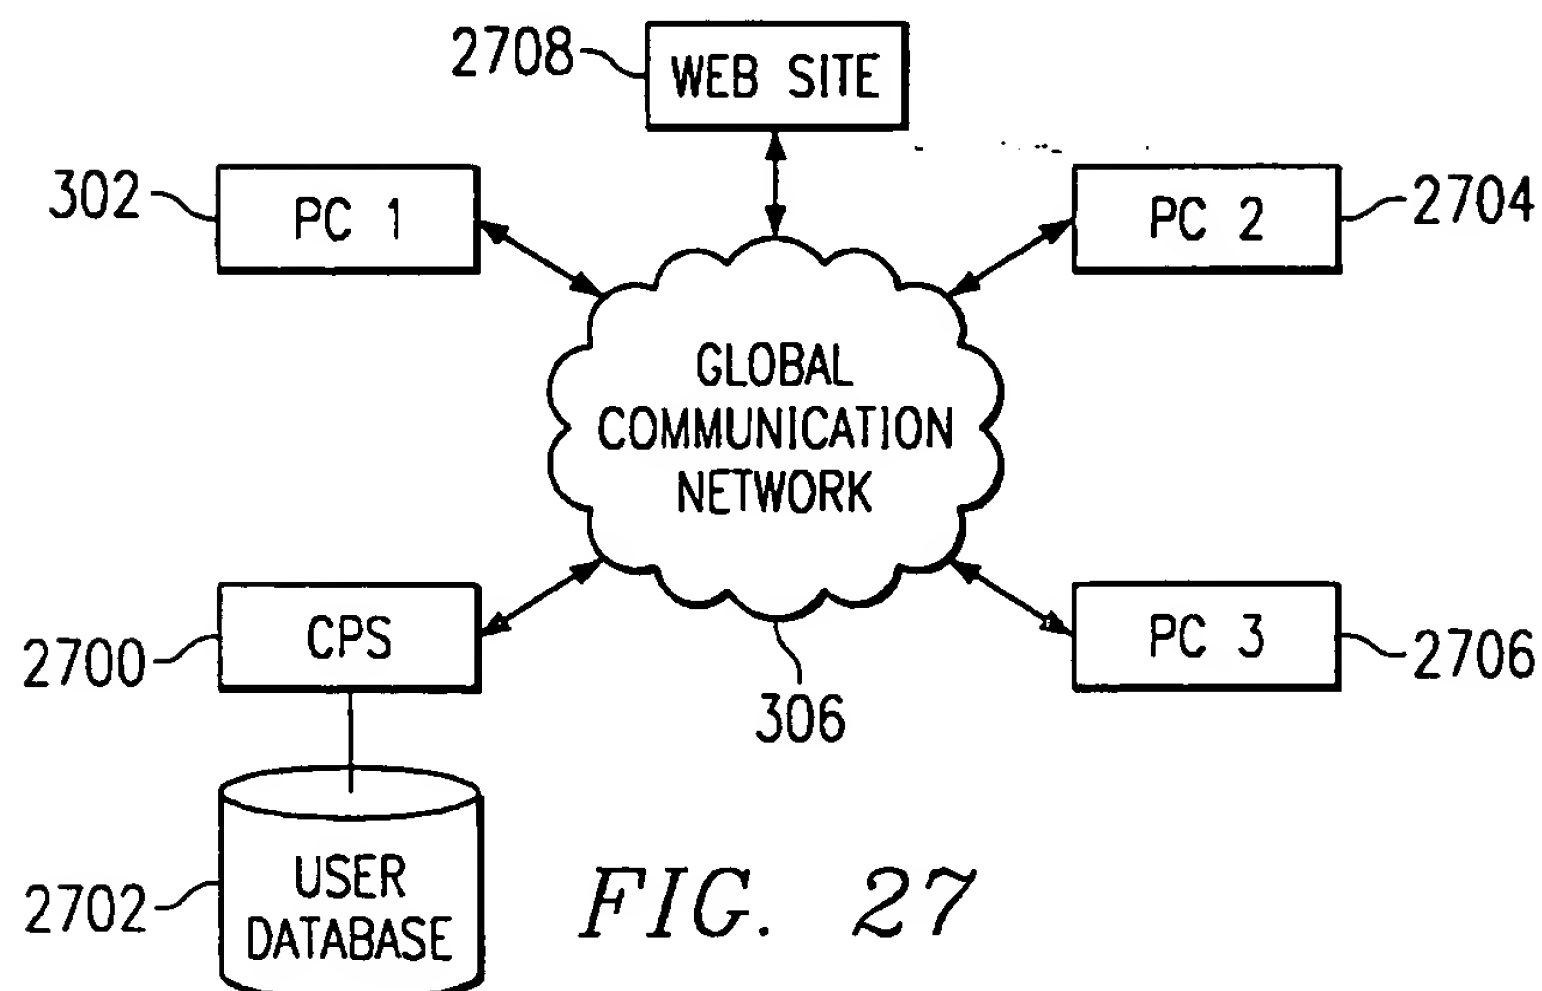 2708
WEB SITE
302
PC 1
PC 2
2704
GLOBAL
COMMUNICATION
NETWORK
2700
CPS
PC 3
2706
306
2702
USER
DATABASE
FIG. 27